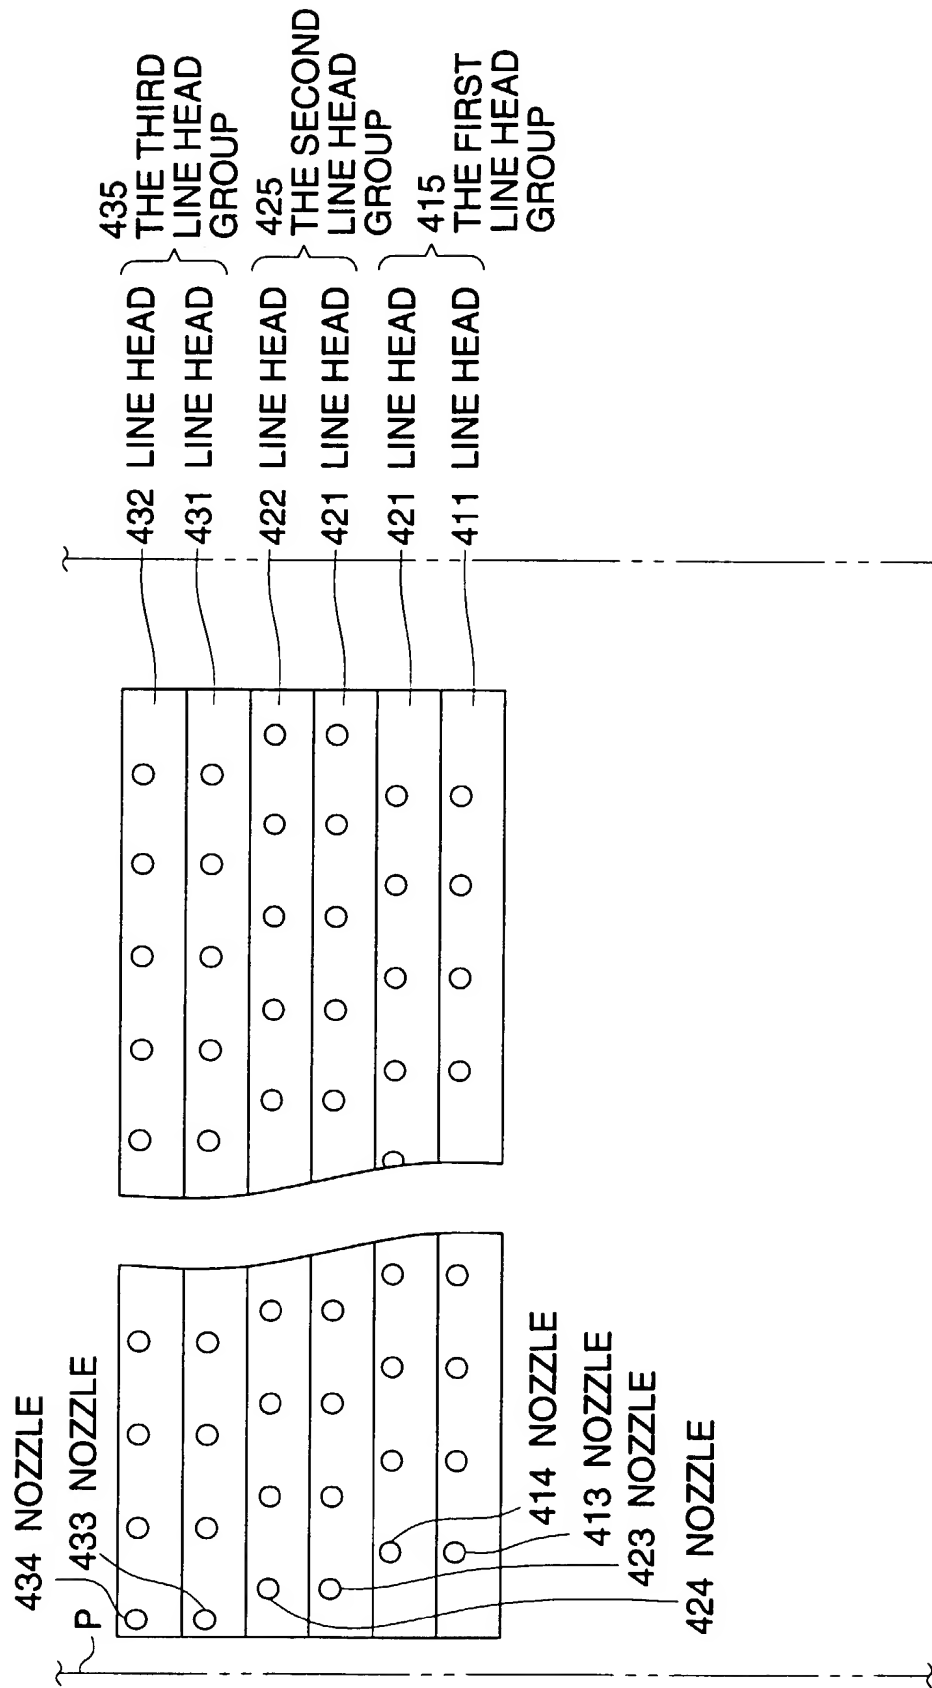 435
THE THIRD
LINE HEAD
GROUP
425
THE SECOND
LINE HEAD
GROUP
415
THE FIRST
LINE HEAD
GROUP
432 LINE HEAD
431 LINE HEAD
422 LINE HEAD
421 LINE HEAD
421 LINE HEAD
411 LINE HEAD
434 NOZZLE
P
433 NOZZLE
414 NOZZLE
413 NOZZLE
423 NOZZLE
424 NOZZLE